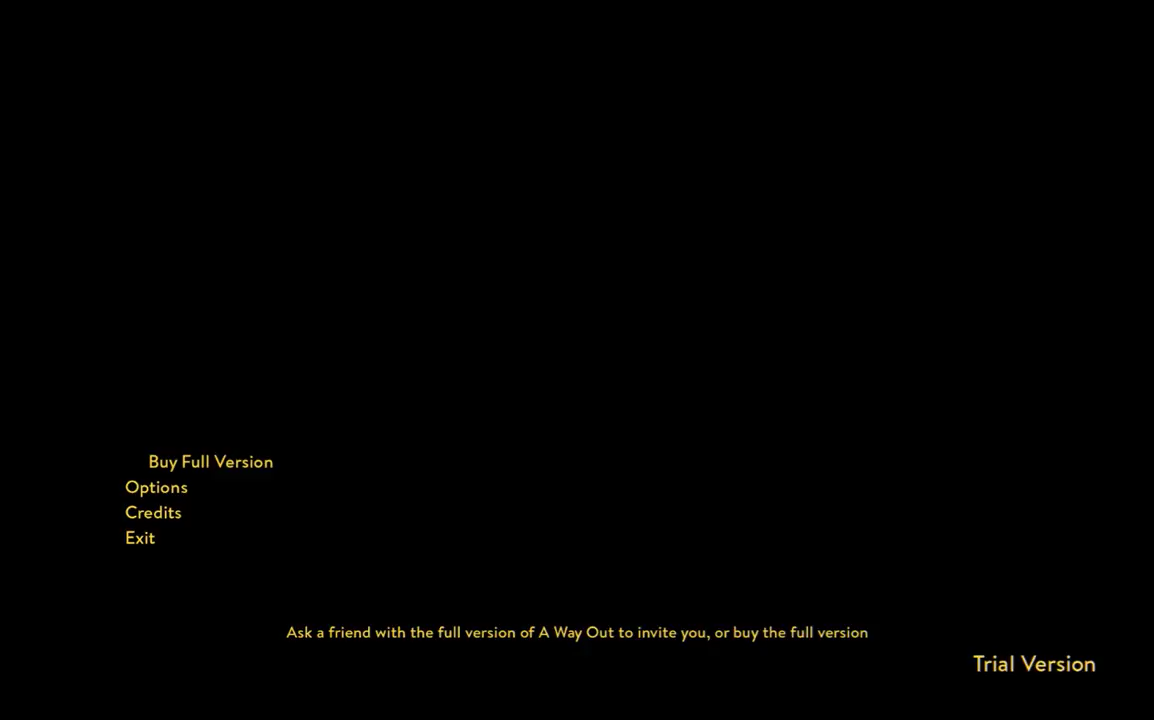 Buy Full Version
Options
Credits
Exit
Ask a friend with the full version of A Way Out to invite you, or buy the full version
Trial Version